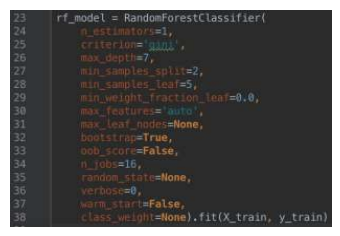 23 rf_model = RandomForestClassifier(
24 n_estimators=1,
25 criterion='gini',
26 max_depth=7,
27 min_samples_split=2,
28 min_samples_leaf=5,
29 min_weight_fraction_leaf=0.0,
30 max_features='auto',
31 max_leaf_nodes=None,
32 bootstrap=True,
33 oob_score=False,
34 n_jobs=16,
35 random_state=None,
36 verbose=0,
37 warm_start=False,
38 class_weight=None).fit(X_train, y_train)